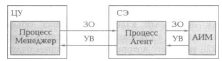 ЦУ
СЭ
Процесс
Менеджер
ЗО
УВ
Процесс
Агент
ЗО
УВ
АИМ